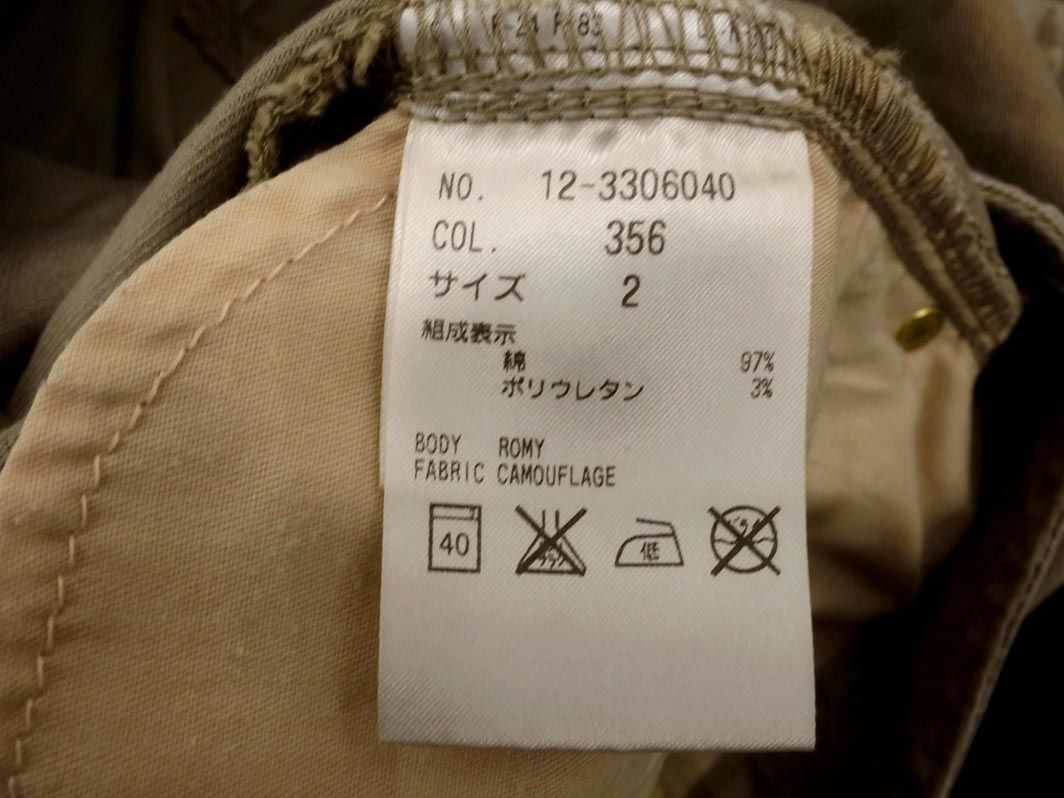 NO. 12-3306040
COL. 356
サイズ 2
組成表示
綿 97%
ポリウレタン 3%
BODY ROMY
FABRIC CAMOUFLAGE
40 低